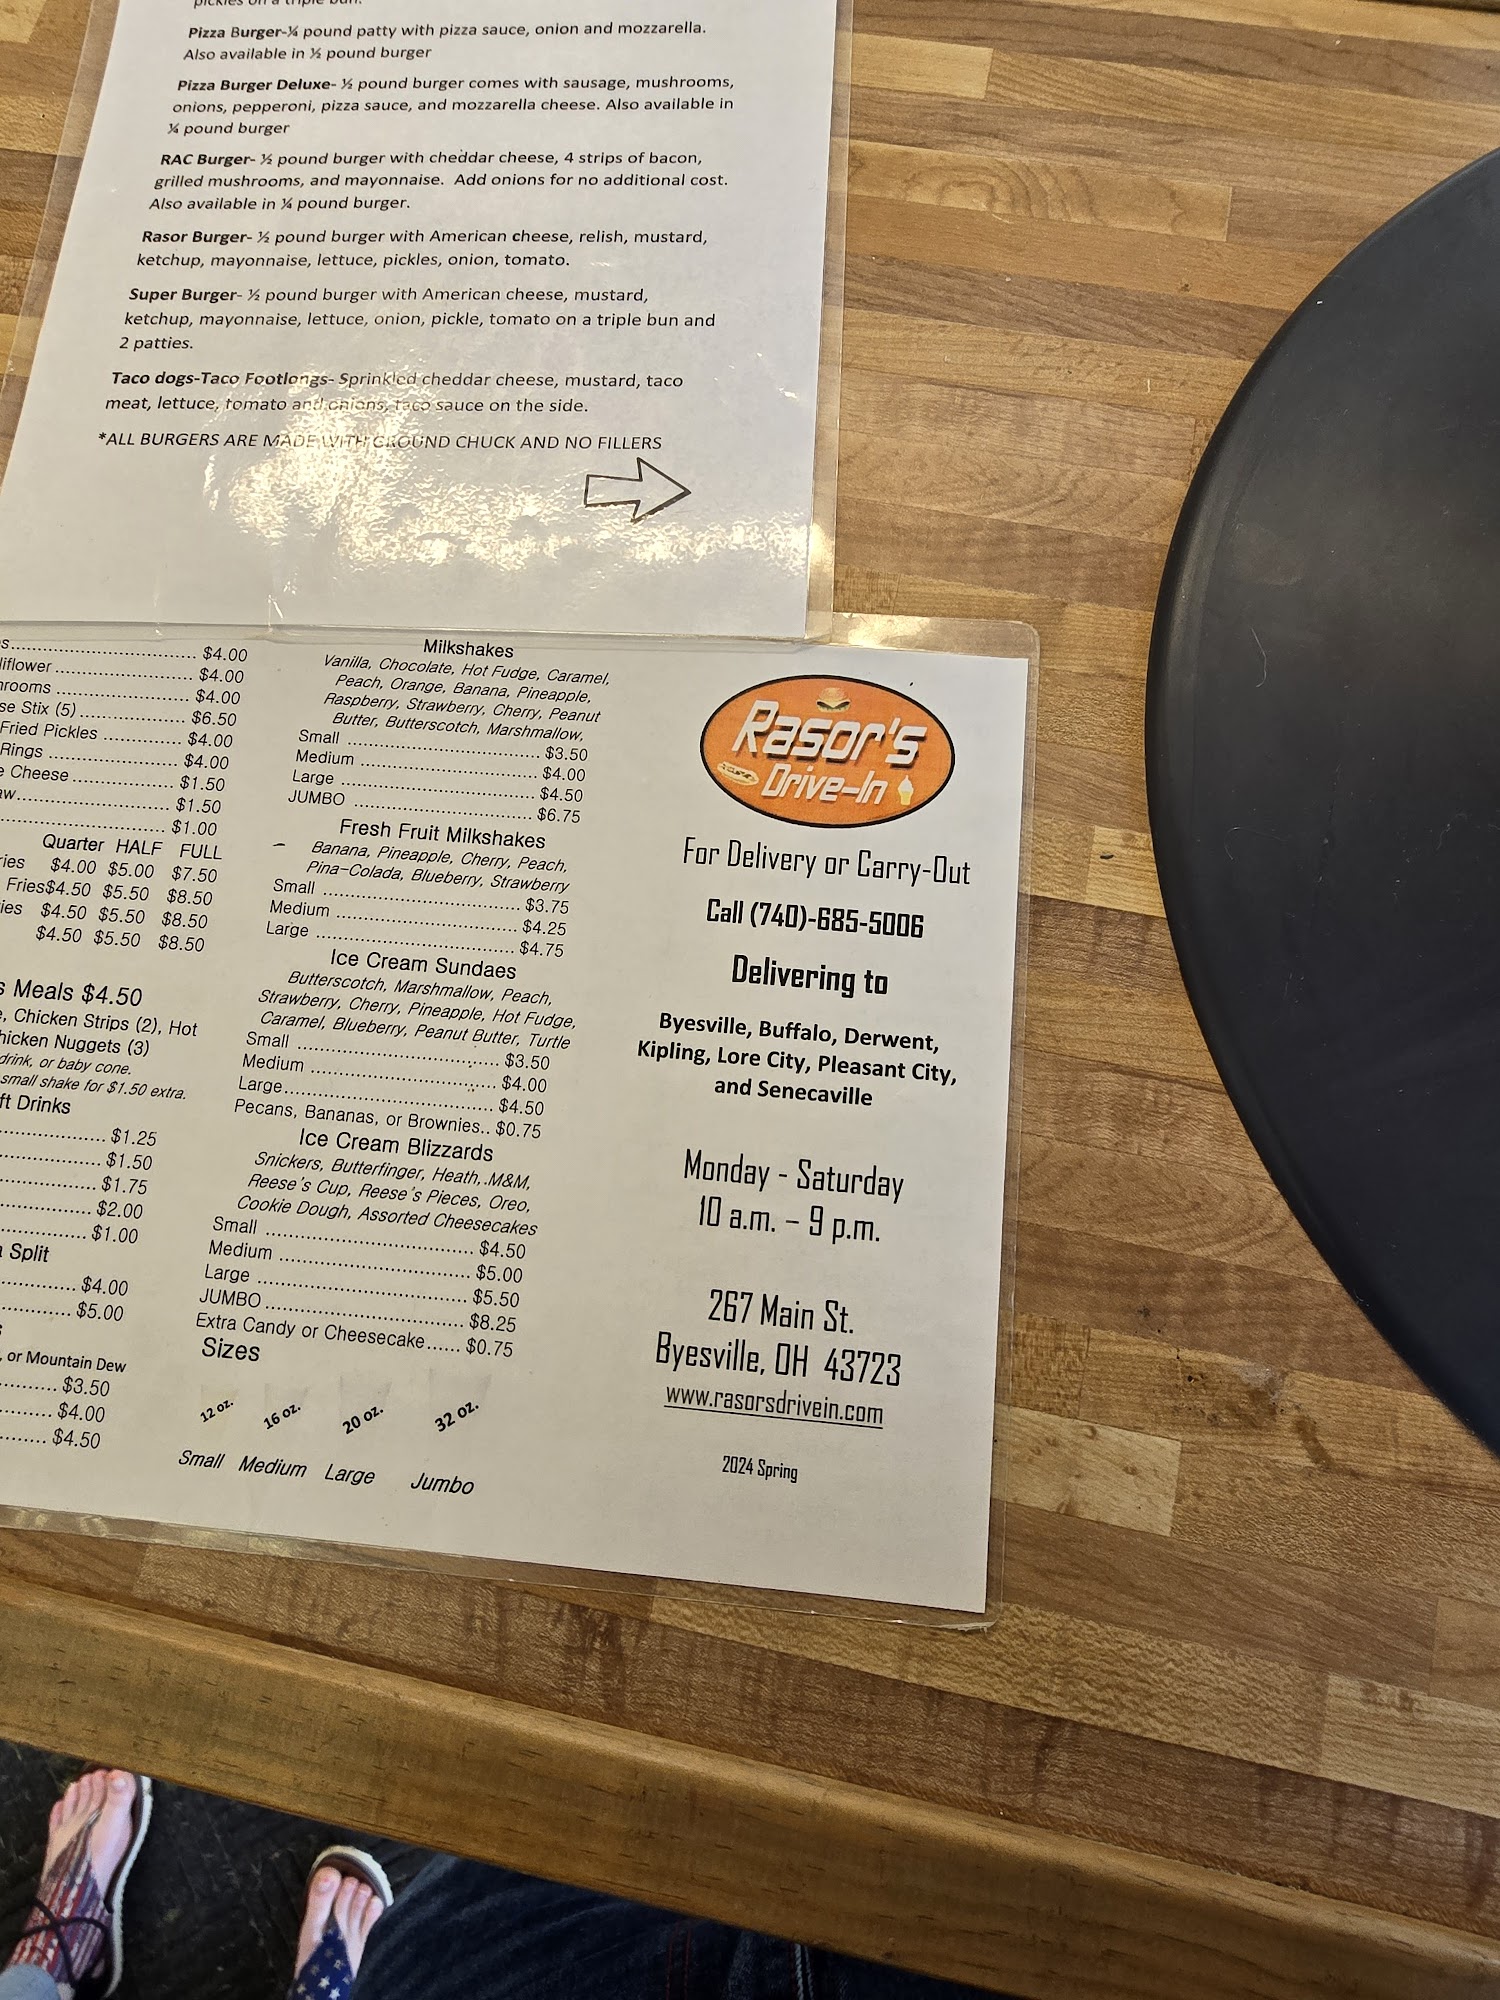 pickles on a triple bun.
Pizza Burger-¼ pound patty with pizza sauce, onion and mozzarella.
Also available in ½ pound burger
Pizza Burger Deluxe- ½ pound burger comes with sausage, mushrooms,
onions, pepperoni, pizza sauce, and mozzarella cheese. Also available in
¼ pound burger
RAC Burger- ½ pound burger with cheddar cheese, 4 strips of bacon,
grilled mushrooms, and mayonnaise. Add onions for no additional cost.
Also available in ¼ pound burger.
Rasor Burger- ½ pound burger with American cheese, relish, mustard,
ketchup, mayonnaise, lettuce, pickles, onion, tomato.
Super Burger- ½ pound burger with American cheese, mustard,
ketchup, mayonnaise, lettuce, onion, pickle, tomato on a triple bun and
2 patties.
Taco dogs-Taco Footlongs- Sprinkled cheddar cheese, mustard, taco
meat, lettuce, tomato and onions, taco sauce on the side.
*ALL BURGERS ARE MADE WITH GROUND CHUCK AND NO FILLERS
s.......... $4.00
liflower .......... $4.00
rooms .......... $4.00
se Stix (5) .......... $6.50
Fried Pickles .......... $4.00
Rings .......... $4.00
e Cheese .......... $1.50
aw .......... $1.50
.......... $1.00
Quarter HALF FULL
ries $4.00 $5.00 $7.50
Fries$4.50 $5.50 $8.50
ries $4.50 $5.50 $8.50
$4.50 $5.50 $8.50
s Meals $4.50
e, Chicken Strips (2), Hot
hicken Nuggets (3)
drink, or baby cone.
small shake for $1.50 extra.
ft Drinks
.......... $1.25
.......... $1.50
.......... $1.75
.......... $2.00
.......... $1.00
a Split
.......... $4.00
.......... $5.00
s
, or Mountain Dew
.......... $3.50
.......... $4.00
.......... $4.50
Milkshakes
Vanilla, Chocolate, Hot Fudge, Caramel,
Peach, Orange, Banana, Pineapple,
Raspberry, Strawberry, Cherry, Peanut
Butter, Butterscotch, Marshmallow,
Small .......... $3.50
Medium .......... $4.00
Large .......... $4.50
JUMBO .......... $6.75
Fresh Fruit Milkshakes
Banana, Pineapple, Cherry, Peach,
Pina-Colada, Blueberry, Strawberry
Small .......... $3.75
Medium .......... $4.25
Large .......... $4.75
Ice Cream Sundaes
Butterscotch, Marshmallow, Peach,
Strawberry, Cherry, Pineapple, Hot Fudge,
Caramel, Blueberry, Peanut Butter, Turtle
Small .......... $3.50
Medium .......... $4.00
Large .......... $4.50
Pecans, Bananas, or Brownies.. $0.75
Ice Cream Blizzards
Snickers, Butterfinger, Heath, M&M,
Reese's Cup, Reese's Pieces, Oreo,
Cookie Dough, Assorted Cheesecakes
Small .......... $4.50
Medium .......... $5.00
Large .......... $5.50
JUMBO .......... $8.25
Extra Candy or Cheesecake...... $0.75
Sizes
12 oz. 16 oz. 20 oz. 32 oz.
Small Medium Large Jumbo
Rasor's
Drive-In
For Delivery or Carry-Out
Call (740)-685-5006
Delivering to
Byesville, Buffalo, Derwent,
Kipling, Lore City, Pleasant City,
and Senecaville
Monday - Saturday
10 a.m. – 9 p.m.
267 Main St.
Byesville, OH 43723
www.rasorsdrivein.com
2024 Spring